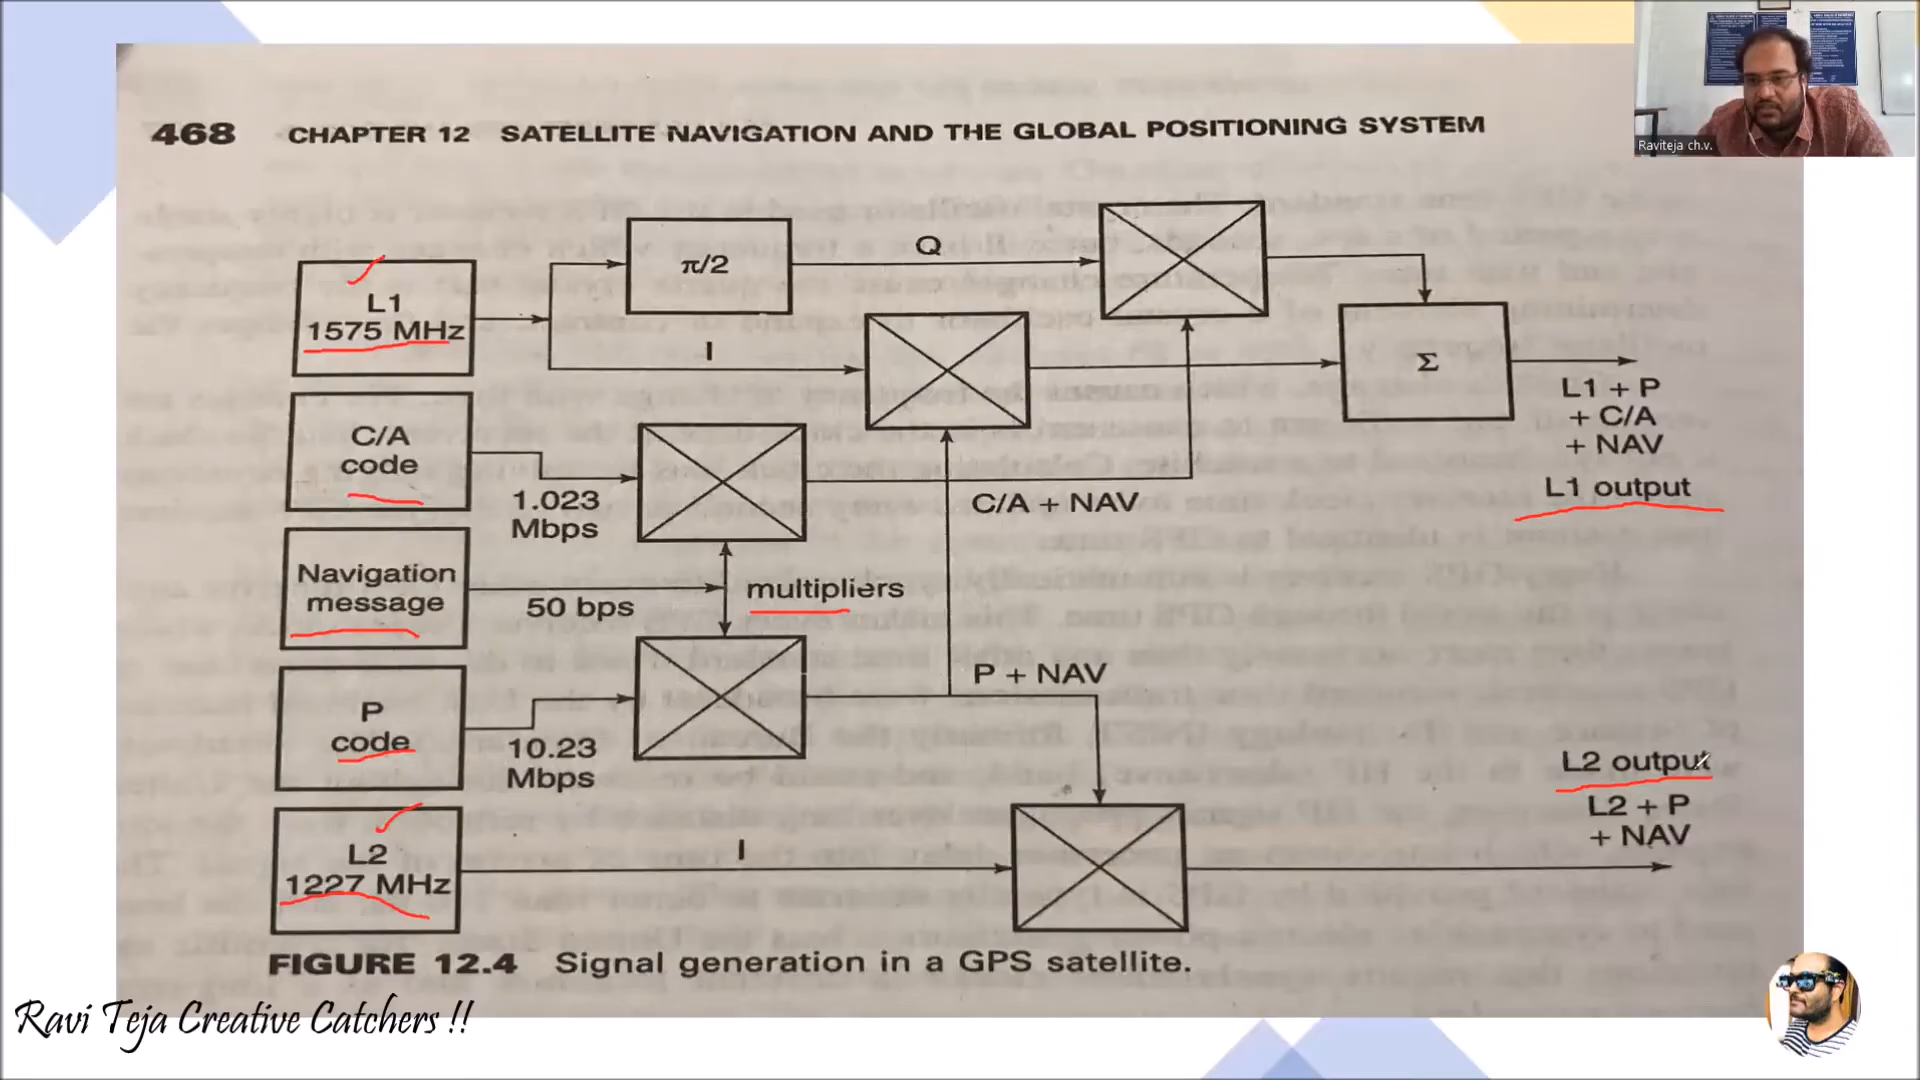 468 CHAPTER 12 SATELLITE NAVIGATION AND THE GLOBAL POSITIONING SYSTEM
Raviteja ch.v.
L1
1575 MHz
π/2
Q
I
Σ
L1 + P
+ C/A
+ NAV
L1 output
C/A
code
1.023
Mbps
C/A + NAV
Navigation
message
50 bps
multipliers
P
code
10.23
Mbps
P + NAV
L2 output
L2 + P
+ NAV
L2
1227 MHz
I
FIGURE 12.4 Signal generation in a GPS satellite.
Ravi Teja Creative Catchers !!